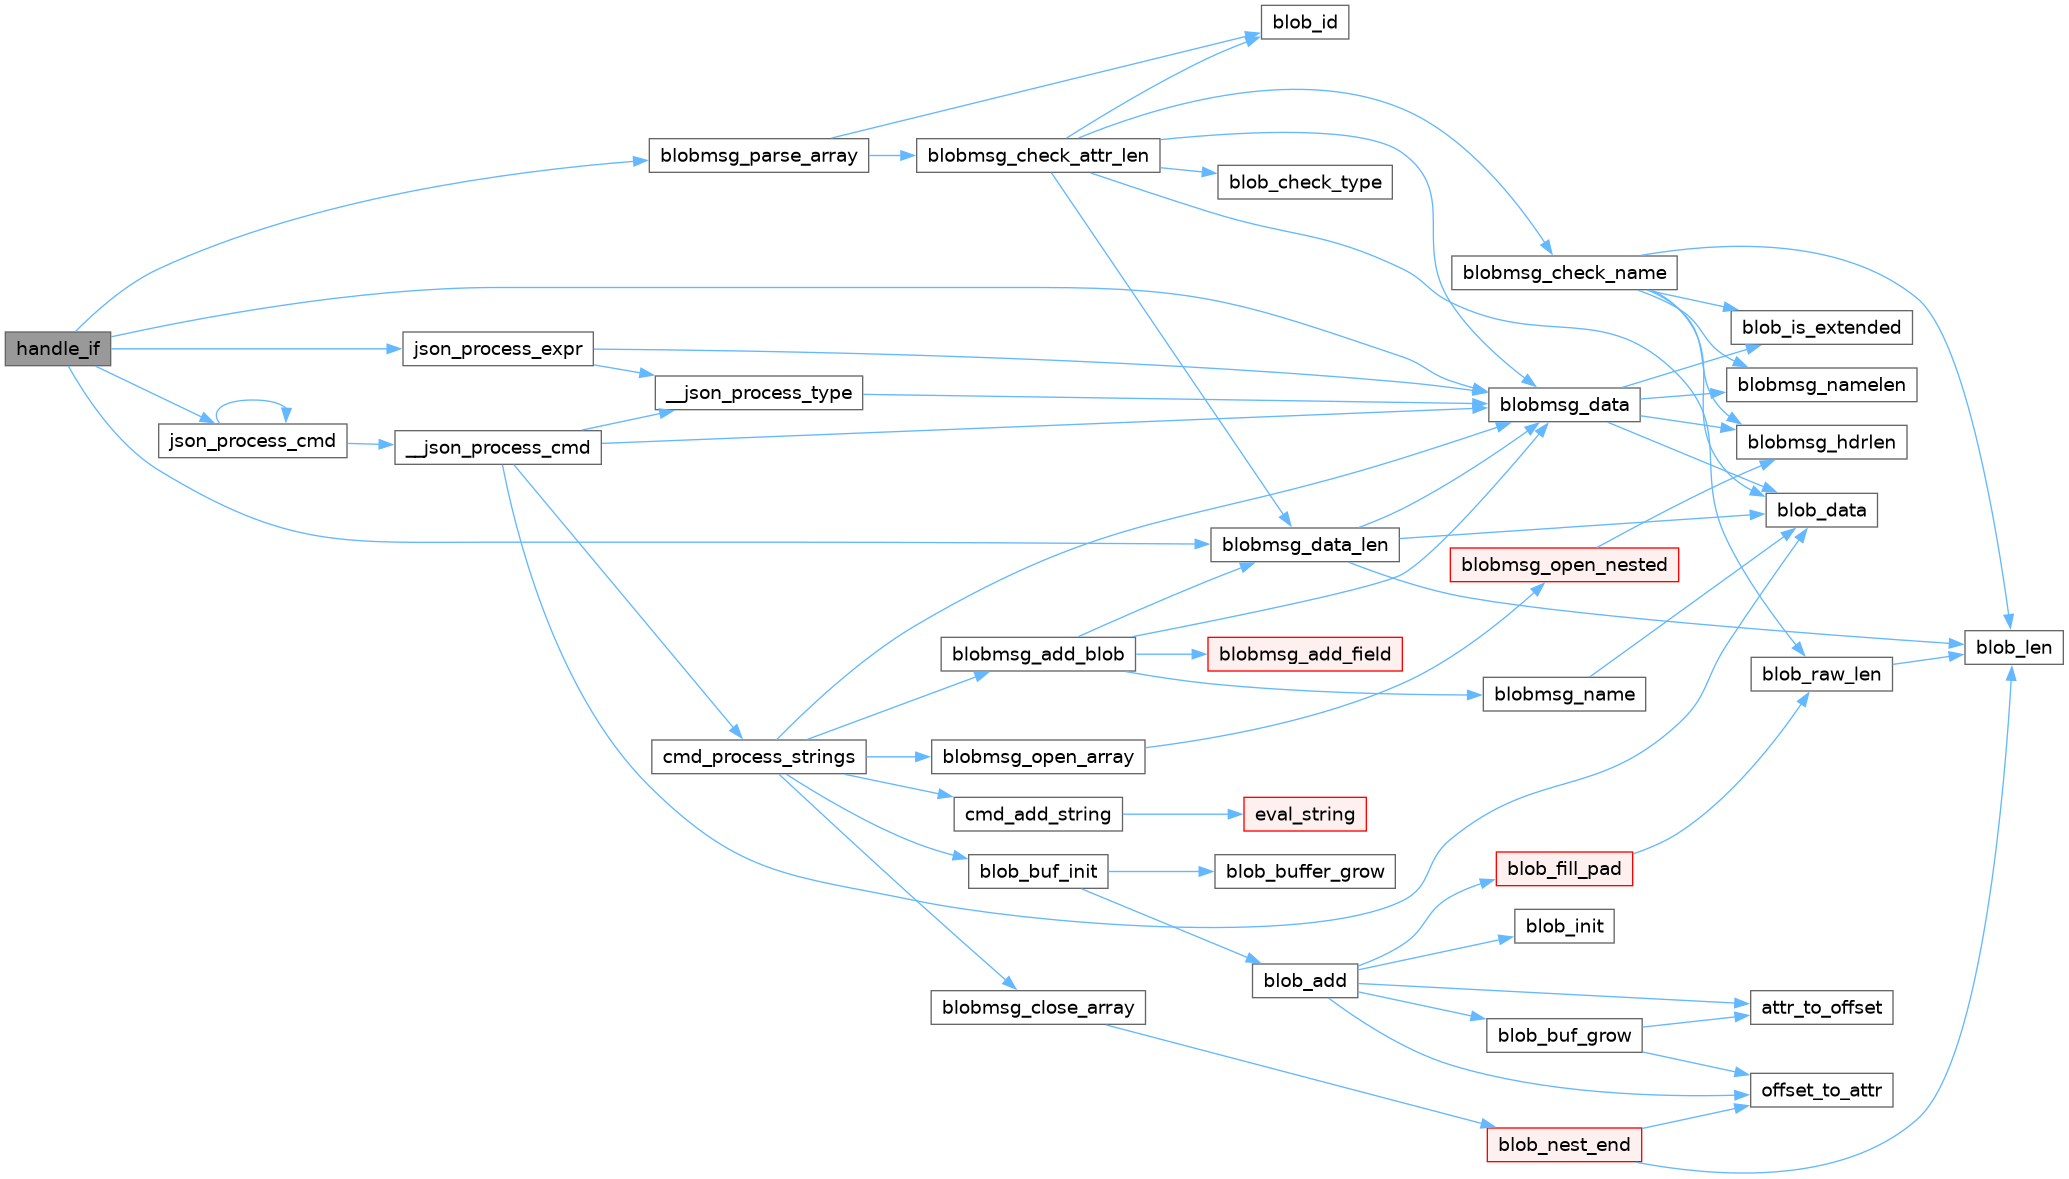 blob_id
blobmsg_parse_array
blobmsg_check_attr_len
blob_check_type
blobmsg_check_name
blob_is_extended
handle_if
json_process_expr
__json_process_type
blobmsg_namelen
blobmsg_data
json_process_cmd
__json_process_cmd
blobmsg_hdrlen
blob_data
blobmsg_data_len
blobmsg_open_nested
blobmsg_add_blob
blobmsg_add_field
blob_len
blob_raw_len
blobmsg_name
cmd_process_strings
blobmsg_open_array
cmd_add_string
eval_string
blob_buf_init
blob_buffer_grow
blob_fill_pad
blob_init
blob_add
blobmsg_close_array
attr_to_offset
blob_buf_grow
offset_to_attr
blob_nest_end